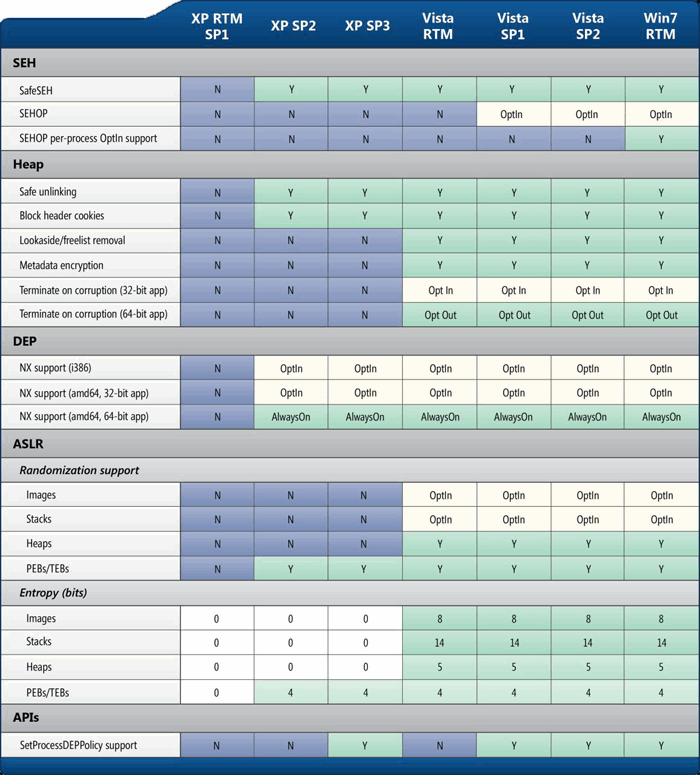 XP RTM SP1 XP SP2 XP SP3 Vista RTM Vista SP1 Vista SP2 Win7 RTM
SEH
SafeSEH N Y Y Y Y Y Y
SEHOP N N N N OptIn OptIn OptIn
SEHOP per-process OptIn support N N N N N N Y
Heap
Safe unlinking N Y Y Y Y Y Y
Block header cookies N Y Y Y Y Y Y
Lookaside/freelist removal N N N Y Y Y Y
Metadata encryption N N N Y Y Y Y
Terminate on corruption (32-bit app) N N N Opt In Opt In Opt In Opt In
Terminate on corruption (64-bit app) N N N Opt Out Opt Out Opt Out Opt Out
DEP
NX support (i386) N OptIn OptIn OptIn OptIn OptIn OptIn
NX support (amd64, 32-bit app) N OptIn OptIn OptIn OptIn OptIn OptIn
NX support (amd64, 64-bit app) N AlwaysOn AlwaysOn AlwaysOn AlwaysOn AlwaysOn AlwaysOn
ASLR
Randomization support
Images N N N OptIn OptIn OptIn OptIn
Stacks N N N OptIn OptIn OptIn OptIn
Heaps N N N Y Y Y Y
PEBs/TEBs N Y Y Y Y Y Y
Entropy (bits)
Images 0 0 0 8 8 8 8
Stacks 0 0 0 14 14 14 14
Heaps 0 0 0 5 5 5 5
PEBs/TEBs 0 4 4 4 4 4 4
APIs
SetProcessDEPPolicy support N N Y N Y Y Y